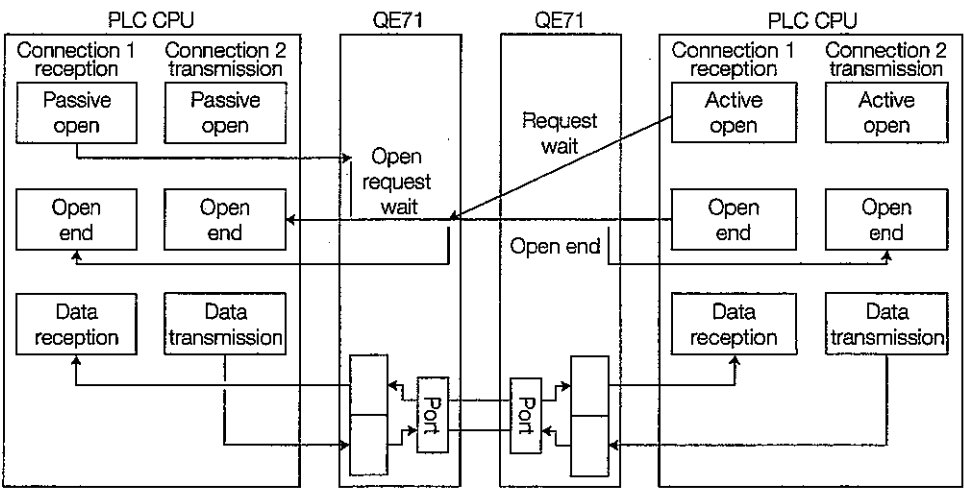 PLC CPU
QE71
QE71
PLC CPU
Connection 1
reception
Connection 2
transmission
Connection 1
reception
Connection 2
transmission
Passive
open
Passive
open
Request
wait
Active
open
Active
open
Open
request
wait
Open
end
Open
end
Open end
Open
end
Open
end
Data
reception
Data
transmission
Data
reception
Data
transmission
Port
Port